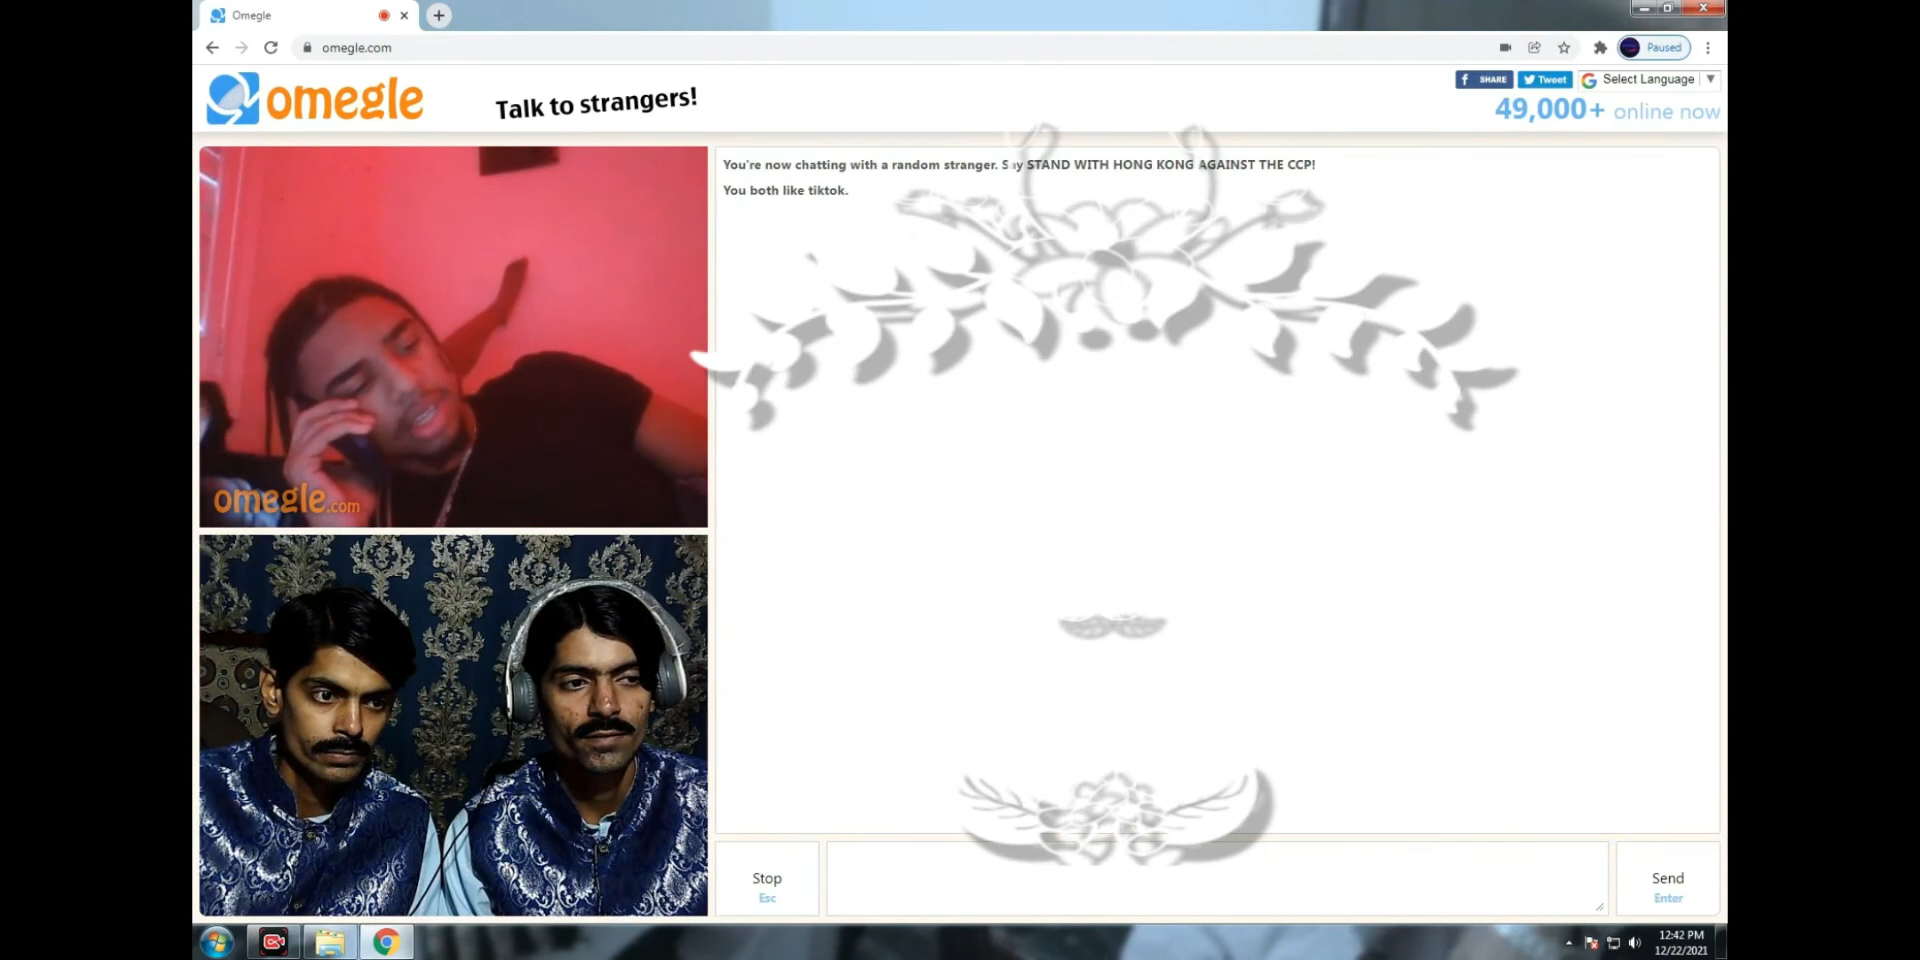 Omegle
omegle.com
Paused
omegle
Talk to strangers!
SHARE
Tweet
Select Language
49,000+ online now
You're now chatting with a random stranger. Say STAND WITH HONG KONG AGAINST THE CCP!
You both like tiktok.
omegle.com
Stop
Esc
Send
Enter
12:42 PM
12/22/2021